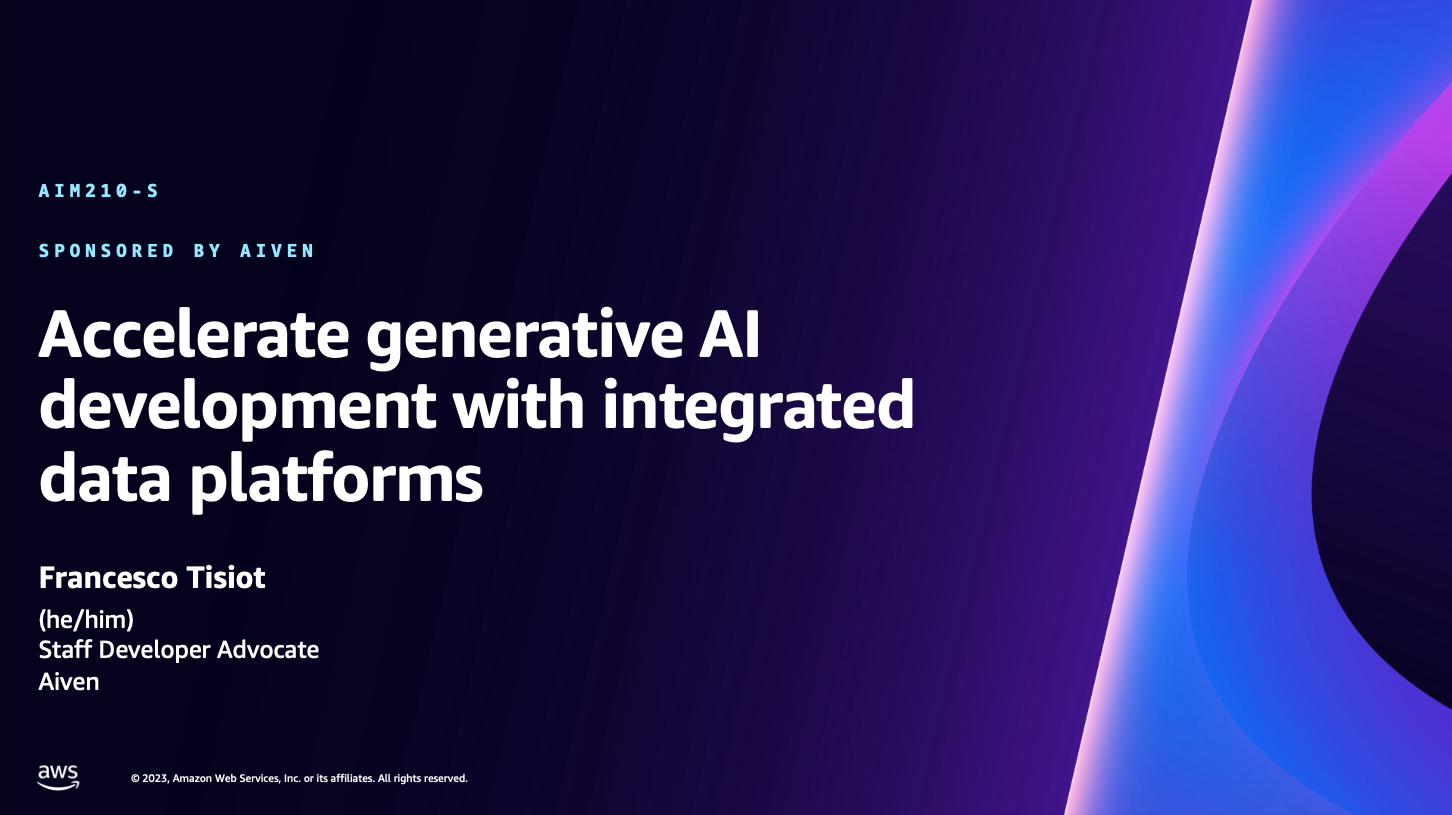 AIM210-S
SPONSORED BY AIVEN
Accelerate generative AI
development with integrated
data platforms
Francesco Tisiot
(he/him)
Staff Developer Advocate
Aiven
aws
© 2023, Amazon Web Services, Inc. or its affiliates. All rights reserved.